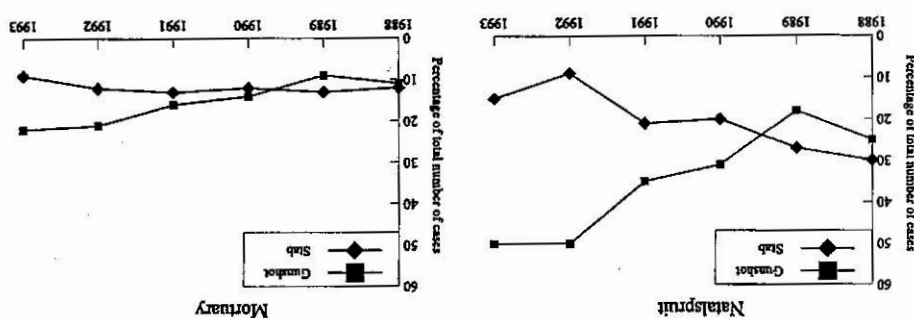 Natalspruit
Percentage of total number of cases
60
50
40
30
20
10
0
Gunshot
Stab
1988 1989 1990 1991 1992 1993
Mortuary
Percentage of total number of cases
60
50
40
30
20
10
0
Gunshot
Stab
1988 1989 1990 1991 1992 1993